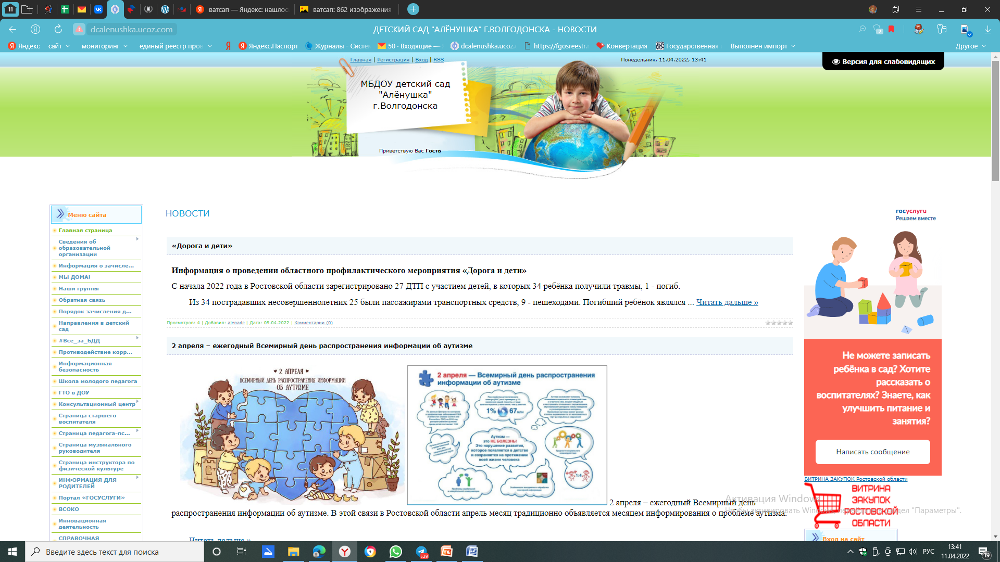 11
ватсап — Яндекс: нашлос
ватсап: 862 изображения
dcalenushka.ucoz.com
ДЕТСКИЙ САД "АЛЁНУШКА" Г.ВОЛГОДОНСКА - НОВОСТИ
2
Яндекс
сайт
мониторинг
единый реестр пров
Яндекс.Паспорт
Журналы - Систем
50 · Входящие —
dcalenushka.ucoz.
https://fgosreestr.r
Конвертация
Государственная
Выполнен импорт
Другое
Главная | Регистрация | Вход | RSS
Понедельник, 11.04.2022, 13:41
Версия для слабовидящих
МБДОУ детский сад
"Алёнушка"
г.Волгодонска
Приветствую Вас Гость
Меню сайта
Главная страница
Сведения об
образовательной
организации
Информация о зачисле...
МЫ ДОМА!
Наши группы
Обратная связь
Порядок зачисления д...
Направления в детский
сад
#Все_за_БДД
Противодействие корр...
Информационная
безопасность
Школа молодого педагога
ГТО в ДОУ
Консультационный центр
Страница старшего
воспитателя
Страница педагога-пс...
Страница музыкального
руководителя
Страница инструктора по
физической культуре
ИНФОРМАЦИЯ ДЛЯ
РОДИТЕЛЕЙ
Портал «ГОСУСЛУГИ»
ВСОКО
Инновационная
деятельность
СПРАВОЧНАЯ
НОВОСТИ
«Дорога и дети»
Информация о проведении областного профилактического мероприятия «Дорога и дети»
С начала 2022 года в Ростовской области зарегистрировано 27 ДТП с участием детей, в которых 34 ребёнка получили травмы, 1 - погиб.
Из 34 пострадавших несовершеннолетних 25 были пассажирами транспортных средств, 9 - пешеходами. Погибший ребёнок являлся ... Читать дальше »
Просмотров: 4 | Добавил: alenadc | Дата: 05.04.2022 | Комментарии (0)
2 апреля – ежегодный Всемирный день распространения информации об аутизме
2 АПРЕЛЯ
ВСЕМИРНЫЙ ДЕНЬ РАСПРОСТРАНЕНИЯ ИНФОРМАЦИИ
ОБ АУТИЗМЕ
2 апреля — Всемирный день распространения
информации об аутизме
1% 67 млн
Аутизм —
это НЕ БОЛЕЗНЬ!
Это нарушение развития,
которое появляется в детстве
и сохраняется на протяжении
всей жизни человека
1:4
2 апреля – ежегодный Всемирный день
распространения информации об аутизме. В этой связи в Ростовской области апрель месяц традиционно объявляется месяцем информирования о проблеме аутизма.
Читать дальше »
госуслуги
Решаем вместе
Не можете записать
ребёнка в сад? Хотите
рассказать о
воспитателях? Знаете, как
улучшить питание и
занятия?
Написать сообщение
ВИТРИНА ЗАКУПОК Ростовской области
ВИТРИНА
ЗАКУПОК
РОСТОВСКОЙ
ОБЛАСТИ
Вход на сайт
Активация Windows
Чтобы активировать Windows, перейдите в раздел "Параметры".
Введите здесь текст для поиска
529
РУС
13:41
11.04.2022
19